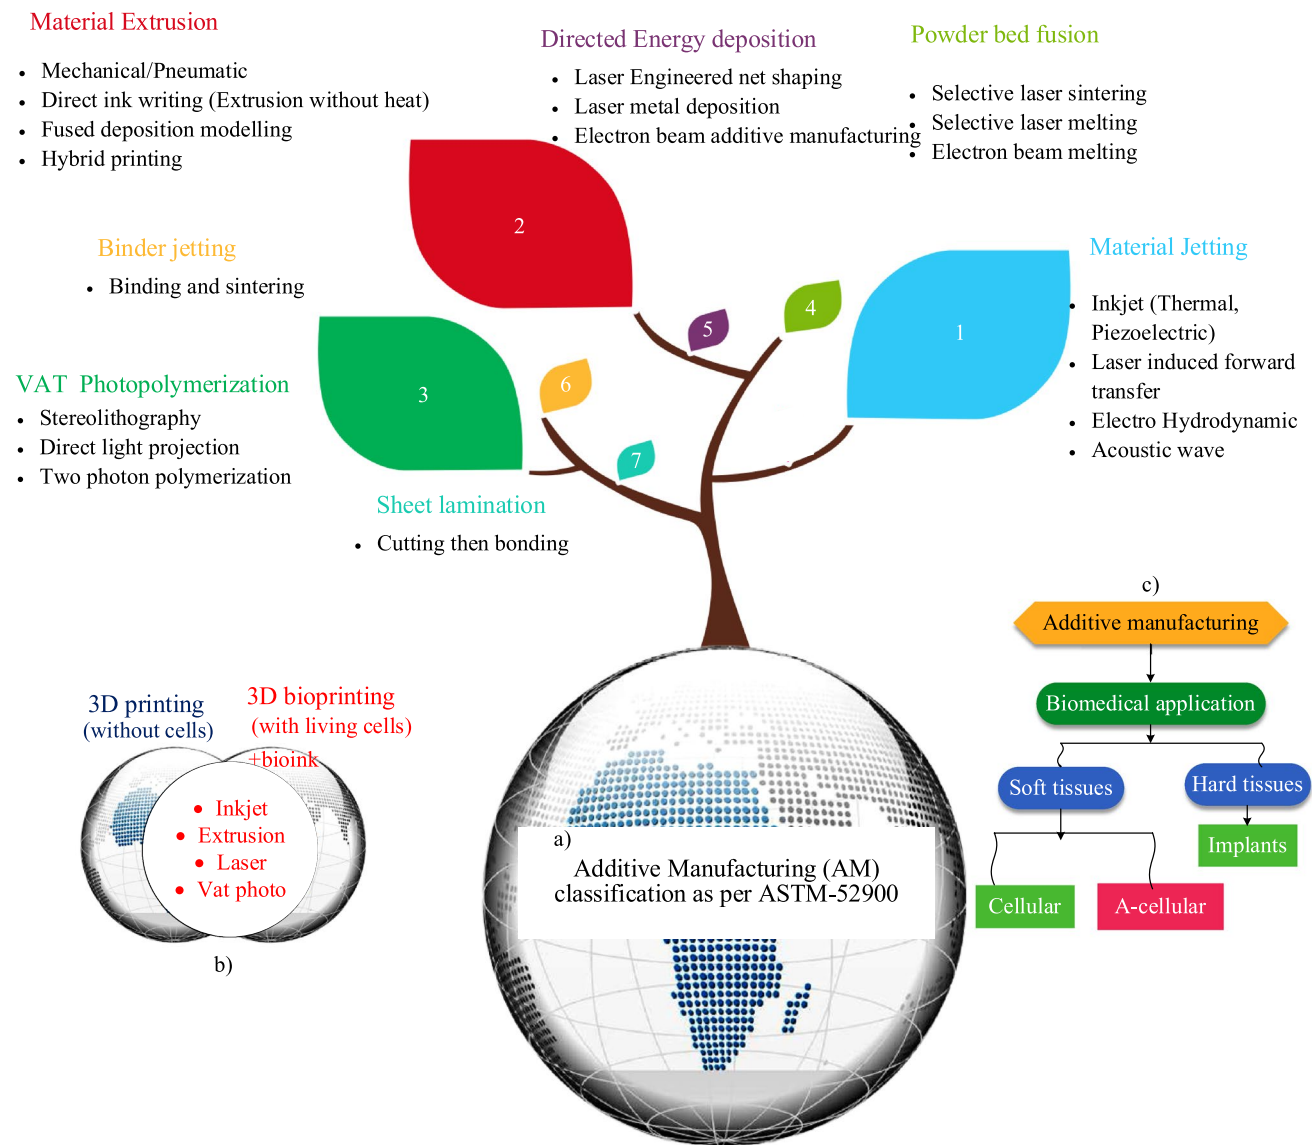 Material Extrusion
• Mechanical/Pneumatic
• Direct ink writing (Extrusion without heat)
• Fused deposition modelling
• Hybrid printing
Directed Energy deposition
• Laser Engineered net shaping
• Laser metal deposition
• Electron beam additive manufacturing
Powder bed fusion
• Selective laser sintering
• Selective laser melting
• Electron beam melting
Binder jetting
• Binding and sintering
Material Jetting
• Inkjet (Thermal,
Piezoelectric)
• Laser induced forward
transfer
• Electro Hydrodynamic
• Acoustic wave
VAT Photopolymerization
• Stereolithography
• Direct light projection
• Two photon polymerization
Sheet lamination
• Cutting then bonding
2
5
4
1
3
6
7
a)
Additive Manufacturing (AM)
classification as per ASTM-52900
3D printing
(without cells)
3D bioprinting
(with living cells)
+bioink
• Inkjet
• Extrusion
• Laser
• Vat photo
b)
c)
Additive manufacturing
Biomedical application
Soft tissues
Hard tissues
Implants
Cellular
A-cellular